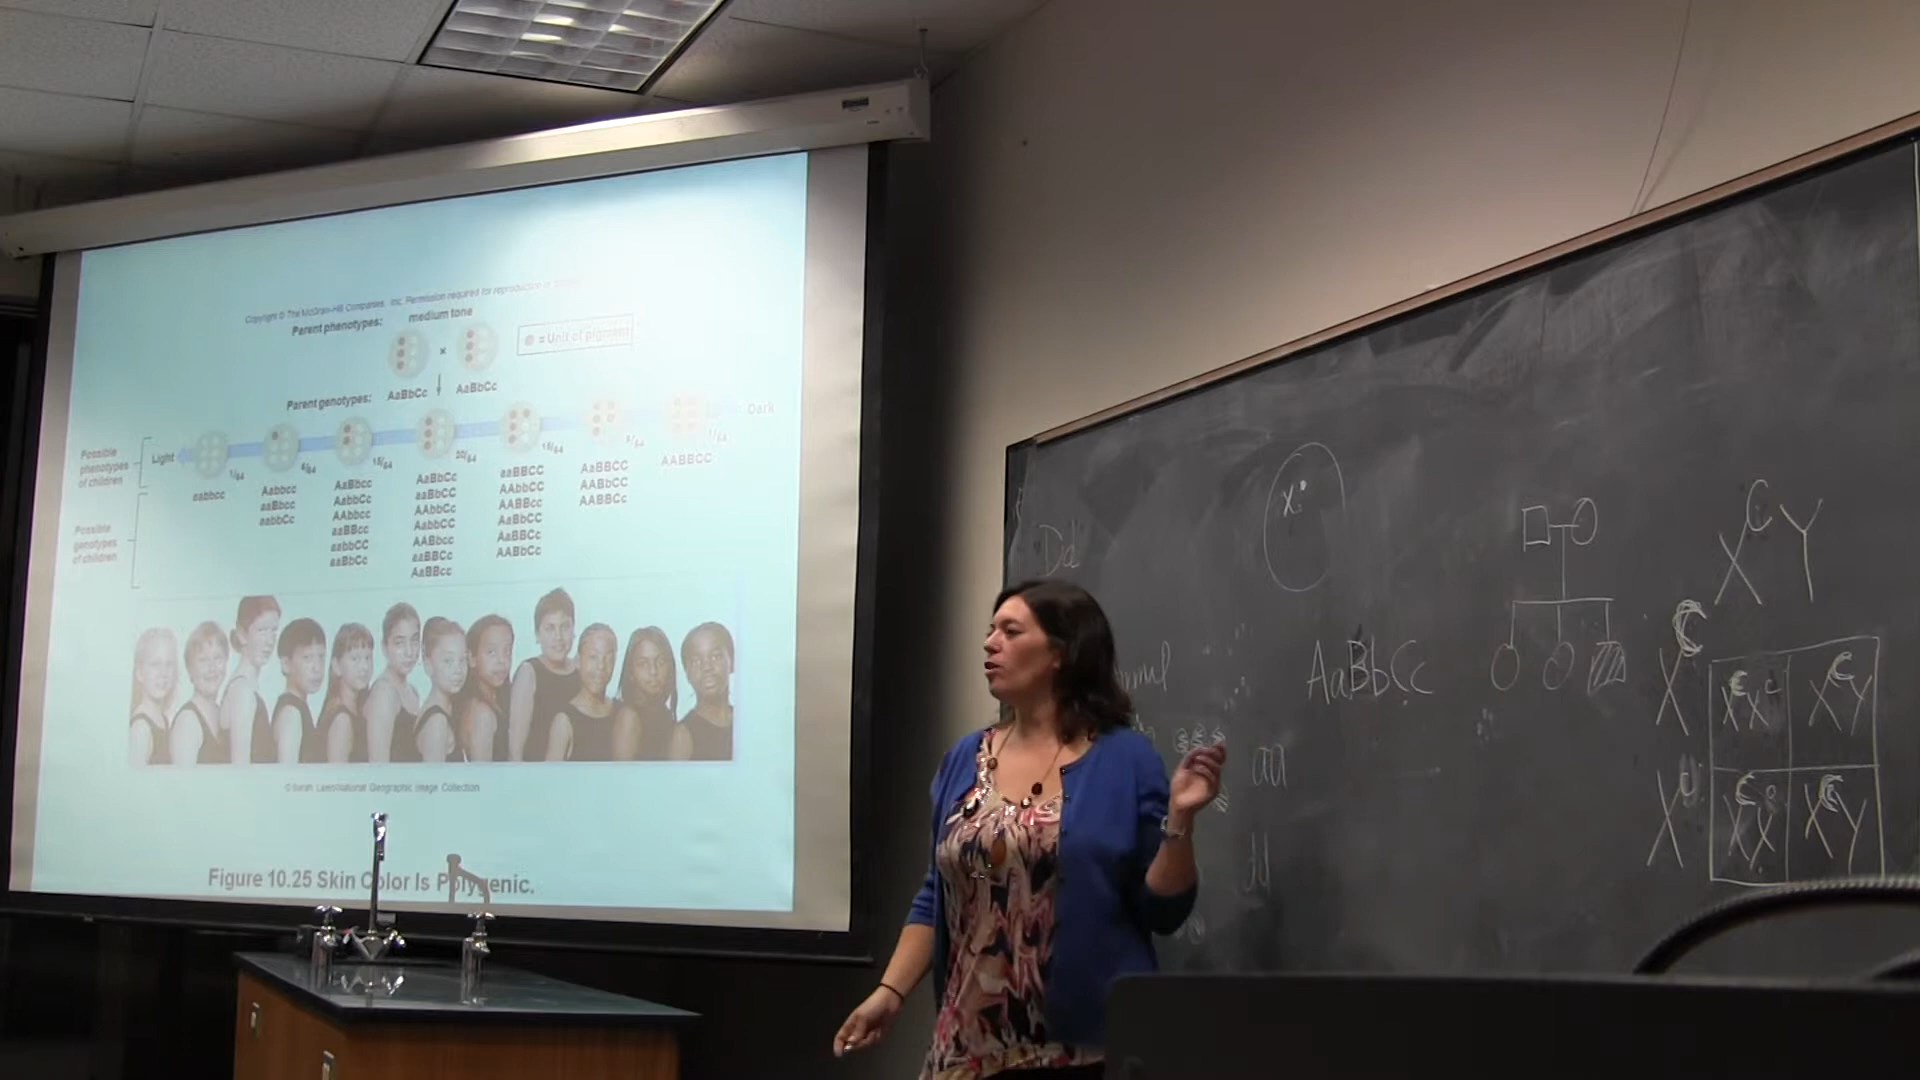 Copyright © The McGraw-Hill Companies, Inc. Permission required for reproduction or
Parent phenotypes:
medium tone
= Unit of pigment
×
Parent genotypes:
AaBbCc
AaBbCc
Possible
phenotypes
of children
Light
Dark
1/64
6/64
15/64
20/64
15/64
6/64
1/64
Possible
genotypes
of children
aabbcc
Aabbcc
aaBbcc
aabbCc
AaBbcc
AabbCc
AAbbcc
aaBBcc
aabbCC
aaBbCc
AaBbCc
aaBbCC
AAbbCc
AabbCC
AABbcc
aaBBCc
AaBBcc
aaBBCC
AAbbCC
AABBcc
AaBbCC
AaBBCc
AABbCc
AaBBCC
AABbCC
AABBCc
AABBCC
National Geographic Image Collection
Figure 10.25 Skin Color Is Polygenic.
Dd
X
AaBbCc
aa
X C Y
X C
X
X Y
X Y